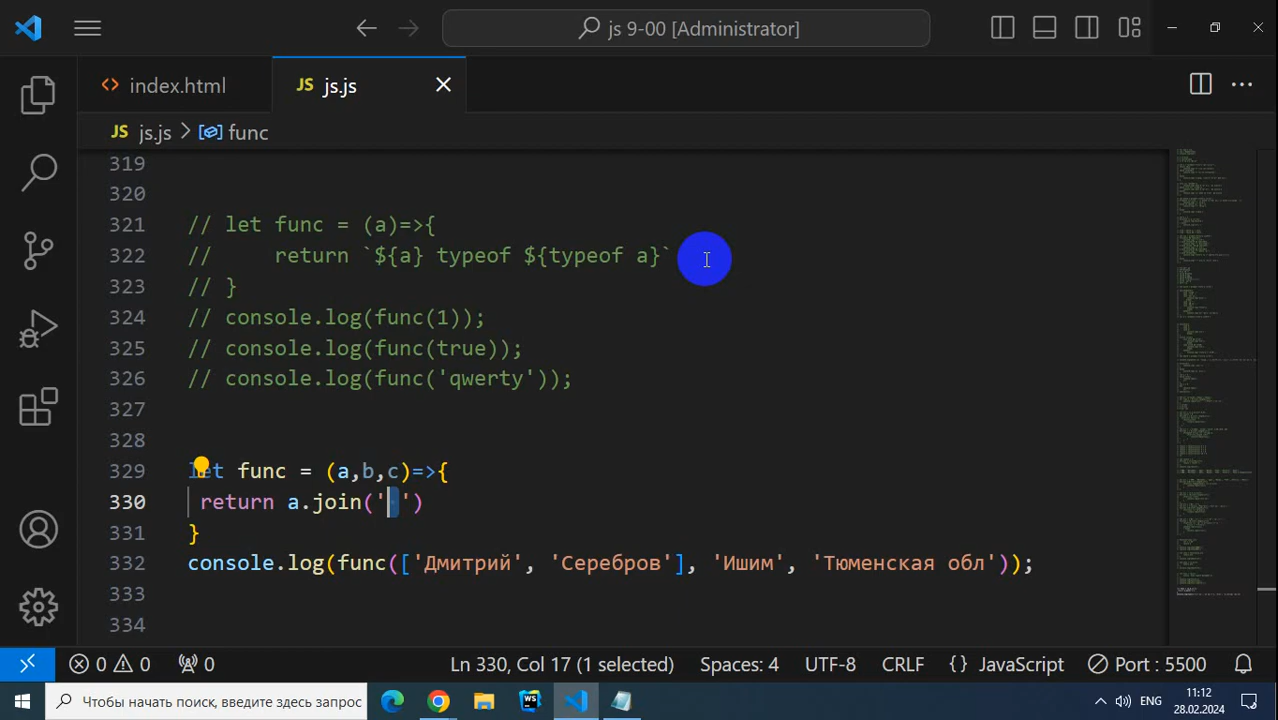 js 9-00 [Administrator]
index.html
JS js.js
JS js.js > func
319
320
321 // let func = (a)=>{
322 //     return `${a} typeof ${typeof a}`
323 // }
324 // console.log(func(1));
325 // console.log(func(true));
326 // console.log(func('qwerty'));
327
328
329 let func = (a,b,c)=>{
330  return a.join(' ')
331 }
332 console.log(func(['Дмитрий', 'Серебров'], 'Ишим', 'Тюменская обл'));
333
334
0 0 0 Ln 330, Col 17 (1 selected) Spaces: 4 UTF-8 CRLF {} JavaScript Port : 5500
Чтобы начать поиск, введите здесь запрос
WS
ENG
11:12
28.02.2024